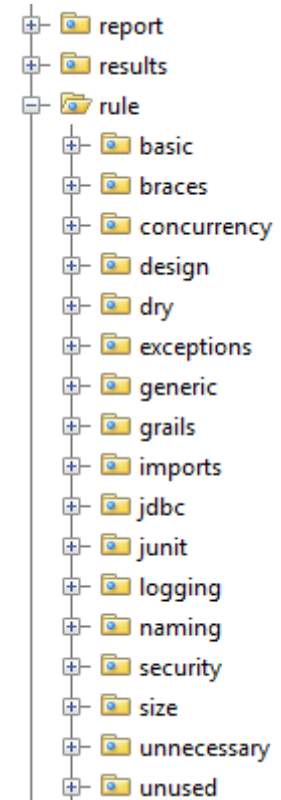 report
results
rule
basic
braces
concurrency
design
dry
exceptions
generic
grails
imports
jdbc
junit
logging
naming
security
size
unnecessary
unused